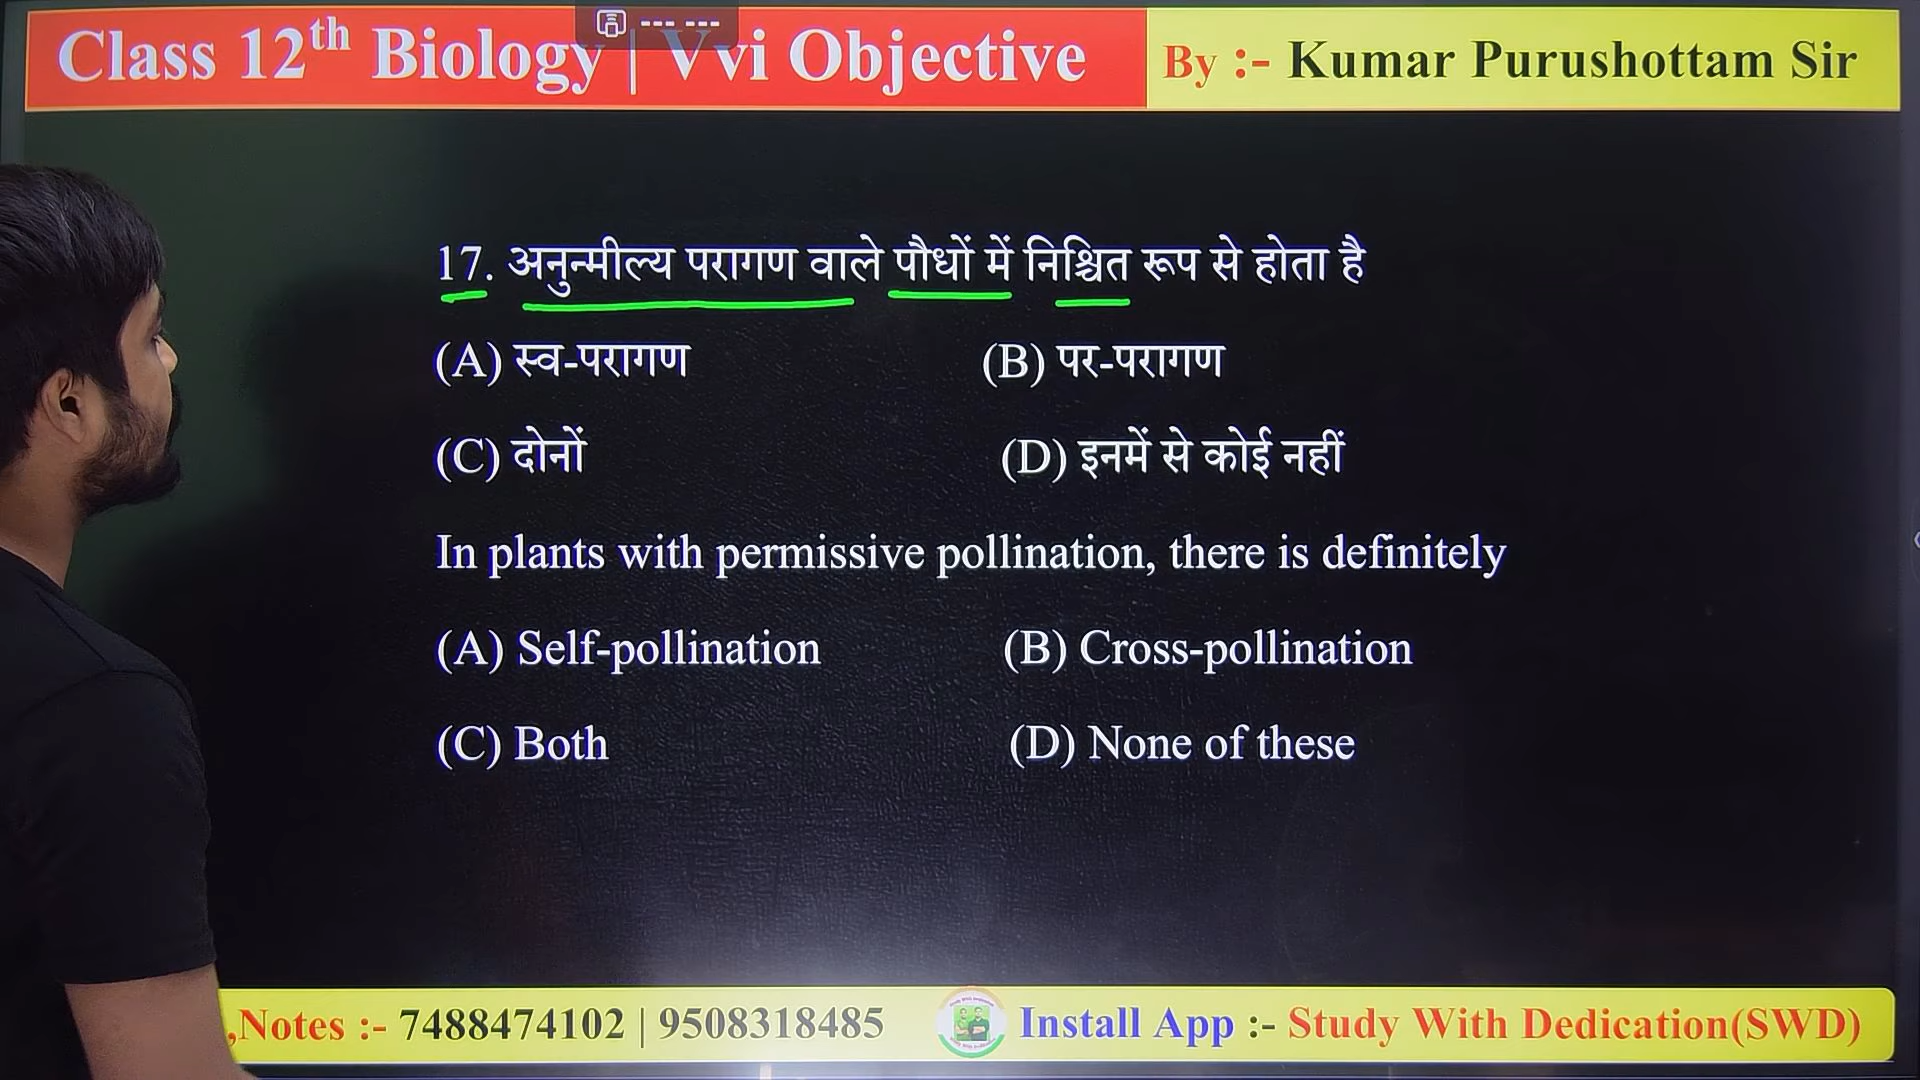 Class 12th Biology | Vvi Objective
By :- Kumar Purushottam Sir
17. अनुन्मील्य परागण वाले पौधों में निश्चित रूप से होता है
(A) स्व-परागण (B) पर-परागण
(C) दोनों (D) इनमें से कोई नहीं
In plants with permissive pollination, there is definitely
(A) Self-pollination (B) Cross-pollination
(C) Both (D) None of these
,Notes :- 7488474102 | 9508318485
Install App :- Study With Dedication(SWD)